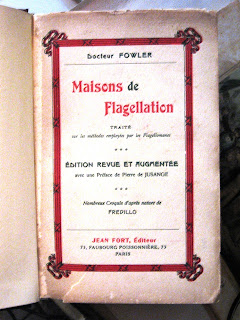 Docteur FOWLER
Maisons de
Flagellation
TRAITÉ
sur les méthodes employées par les Flagellomanes
* * *
ÉDITION REVUE ET AUGMENTÉE
avec une Préface de Pierre de JUSANGE
* * *
Nombreux Croquis d'après nature de
FREDILLO
JEAN FORT, Éditeur
73, FAUBOURG POISSONNIÈRE, 73
PARIS